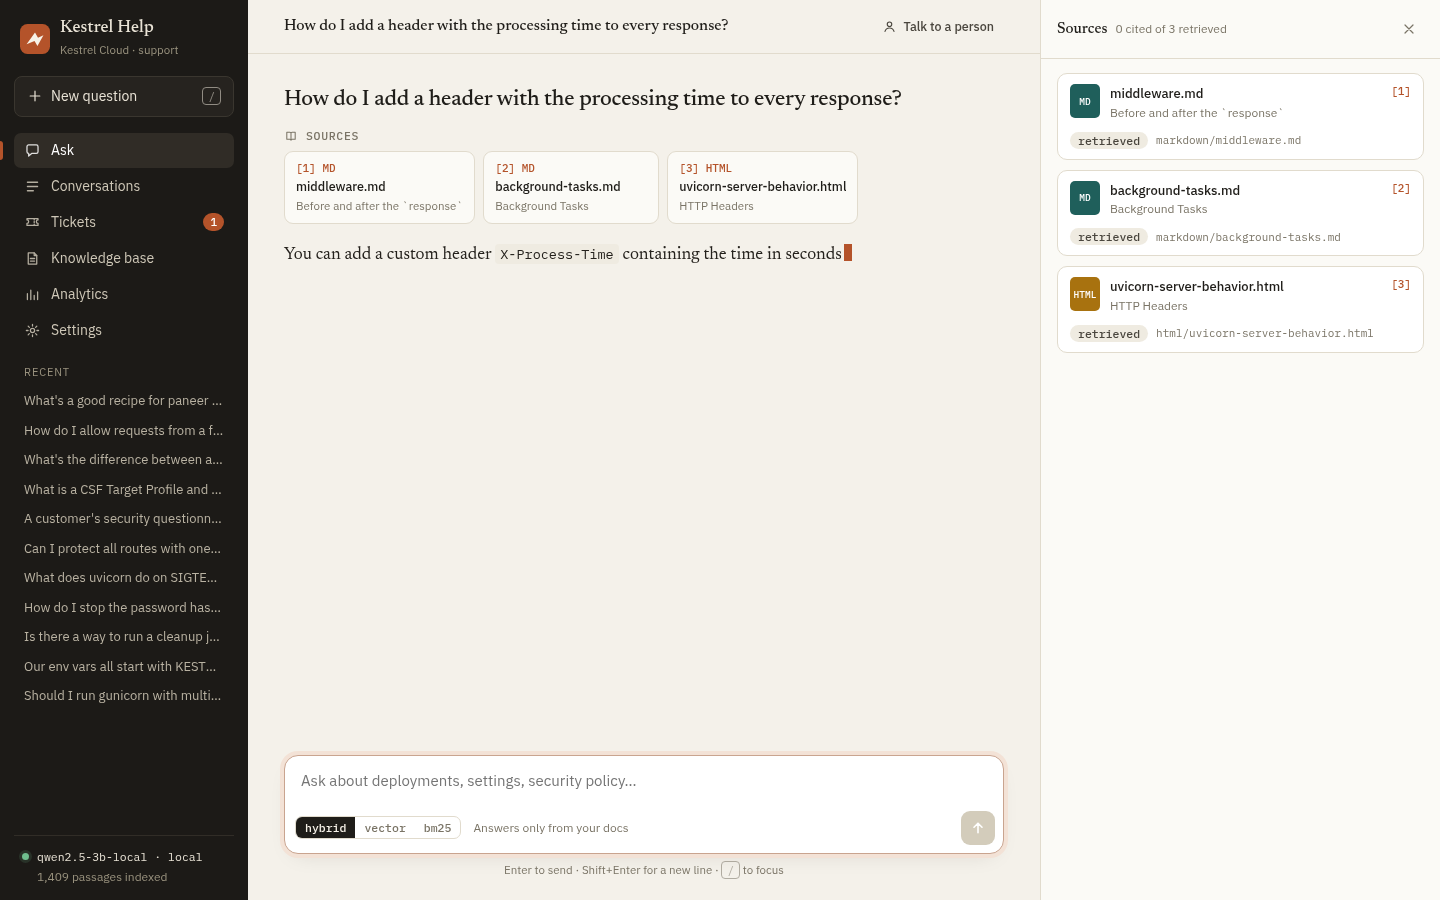 Kestrel Help
Kestrel Cloud · support
New question
/
Ask
Conversations
Tickets
1
Knowledge base
Analytics
Settings
RECENT
What's a good recipe for paneer ...
How do I allow requests from a f...
What's the difference between a...
What is a CSF Target Profile and ...
A customer's security questionn...
Can I protect all routes with one...
What does uvicorn do on SIGTE...
How do I stop the password has...
Is there a way to run a cleanup j...
Our env vars all start with KEST...
Should I run gunicorn with multi...
qwen2.5-3b-local · local
1,409 passages indexed
How do I add a header with the processing time to every response?
Talk to a person
How do I add a header with the processing time to every response?
SOURCES
[1] MD
middleware.md
Before and after the `response`
[2] MD
background-tasks.md
Background Tasks
[3] HTML
uvicorn-server-behavior.html
HTTP Headers
You can add a custom header X-Process-Time containing the time in seconds
Ask about deployments, settings, security policy...
hybrid vector bm25 Answers only from your docs
Enter to send · Shift+Enter for a new line · / to focus
Sources 0 cited of 3 retrieved
MD
middleware.md
[1]
Before and after the `response`
retrieved markdown/middleware.md
MD
background-tasks.md
[2]
Background Tasks
retrieved markdown/background-tasks.md
HTML
uvicorn-server-behavior.html
[3]
HTTP Headers
retrieved html/uvicorn-server-behavior.html